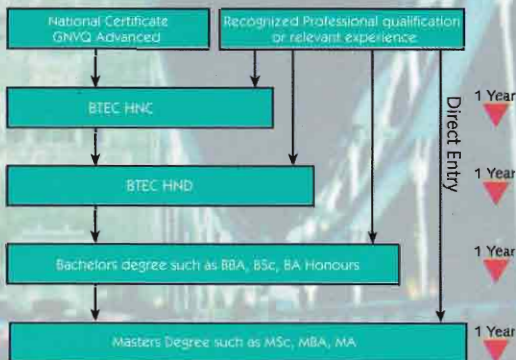 National Certificate
GNVQ Advanced
Recognized Professional qualification
or relevant experience
BTEC HNC
1 Year
Direct Entry
BTEC HND
1 Year
Bachelors degree such as BBA, BSc, BA Honours
1 Year
Masters Degree such as MSc, MBA, MA
1 Year